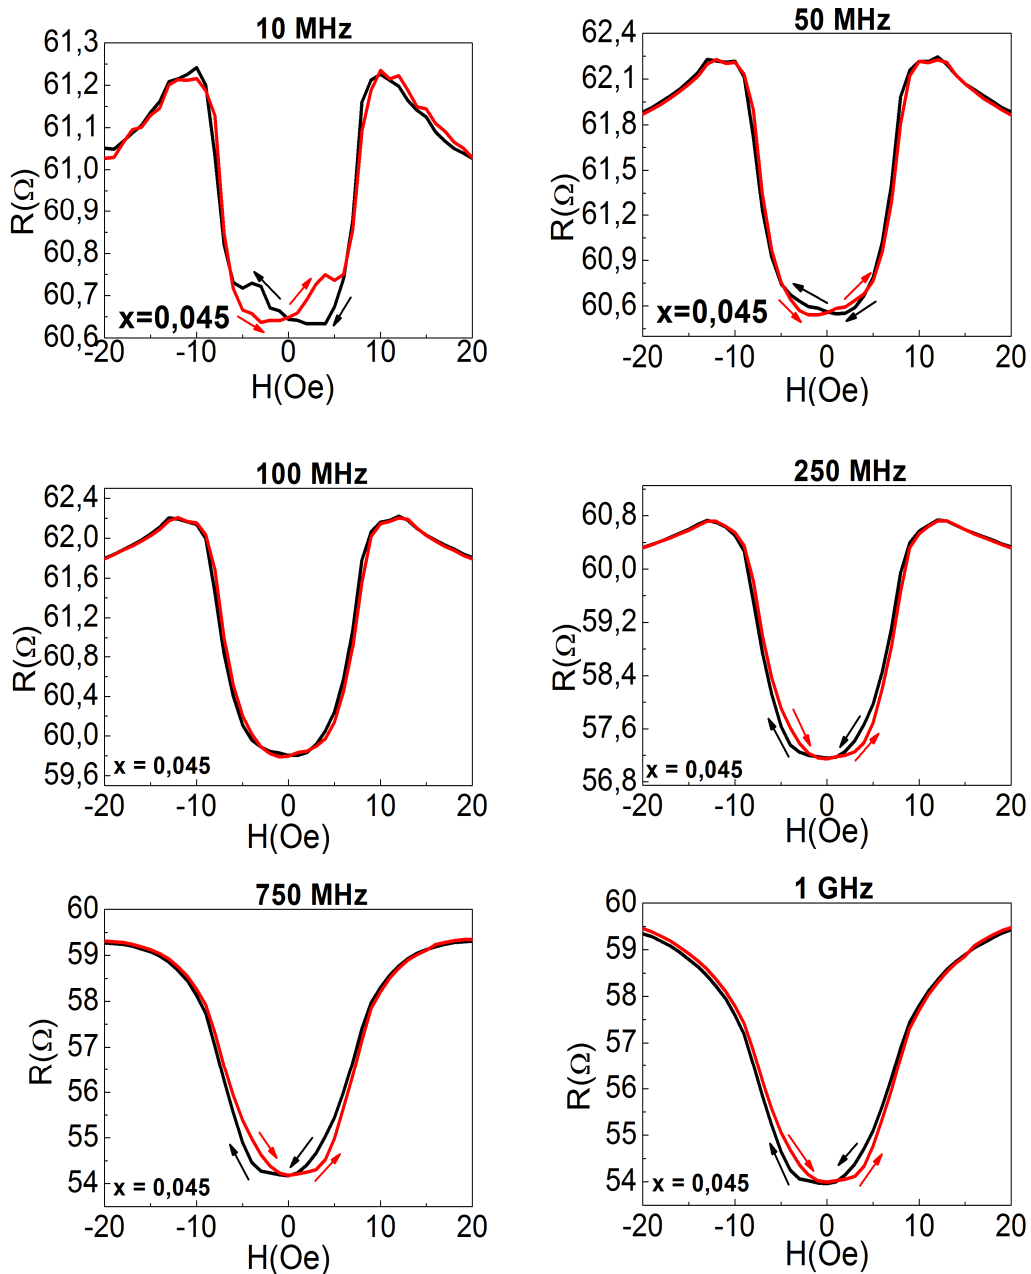 10 MHz
61,3
61,2
61,1
61,0
60,9
60,8
60,7
60,6
R(Ω)
x=0,045
-20 -10 0 10 20
H(Oe)
50 MHz
62,4
62,1
61,8
61,5
61,2
60,9
60,6
R(Ω)
x=0,045
-20 -10 0 10 20
H(Oe)
100 MHz
62,4
62,0
61,6
61,2
60,8
60,4
60,0
59,6
R(Ω)
x = 0,045
-20 -10 0 10 20
H(Oe)
250 MHz
60,8
60,0
59,2
58,4
57,6
56,8
R(Ω)
x = 0,045
-20 -10 0 10 20
H(Oe)
750 MHz
60
59
58
57
56
55
54
R(Ω)
x = 0,045
-20 -10 0 10 20
H(Oe)
1 GHz
60
59
58
57
56
55
54
R(Ω)
x = 0,045
-20 -10 0 10 20
H(Oe)